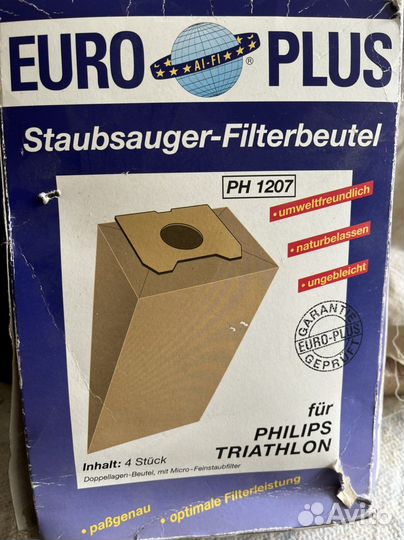 EURO PLUS
AI-FI
®
Staubsauger-Filterbeutel
PH 1207
• umweltfreundlich
• naturbelassen
• ungebleicht
GARANTIE
EURO-PLUS
GEPRÜFT
für
PHILIPS
TRIATHLON
Inhalt: 4 Stück
Doppellagen-Beutel, mit Micro-Feinstaubfilter
• paßgenau • optimale Filterleistung
Avito